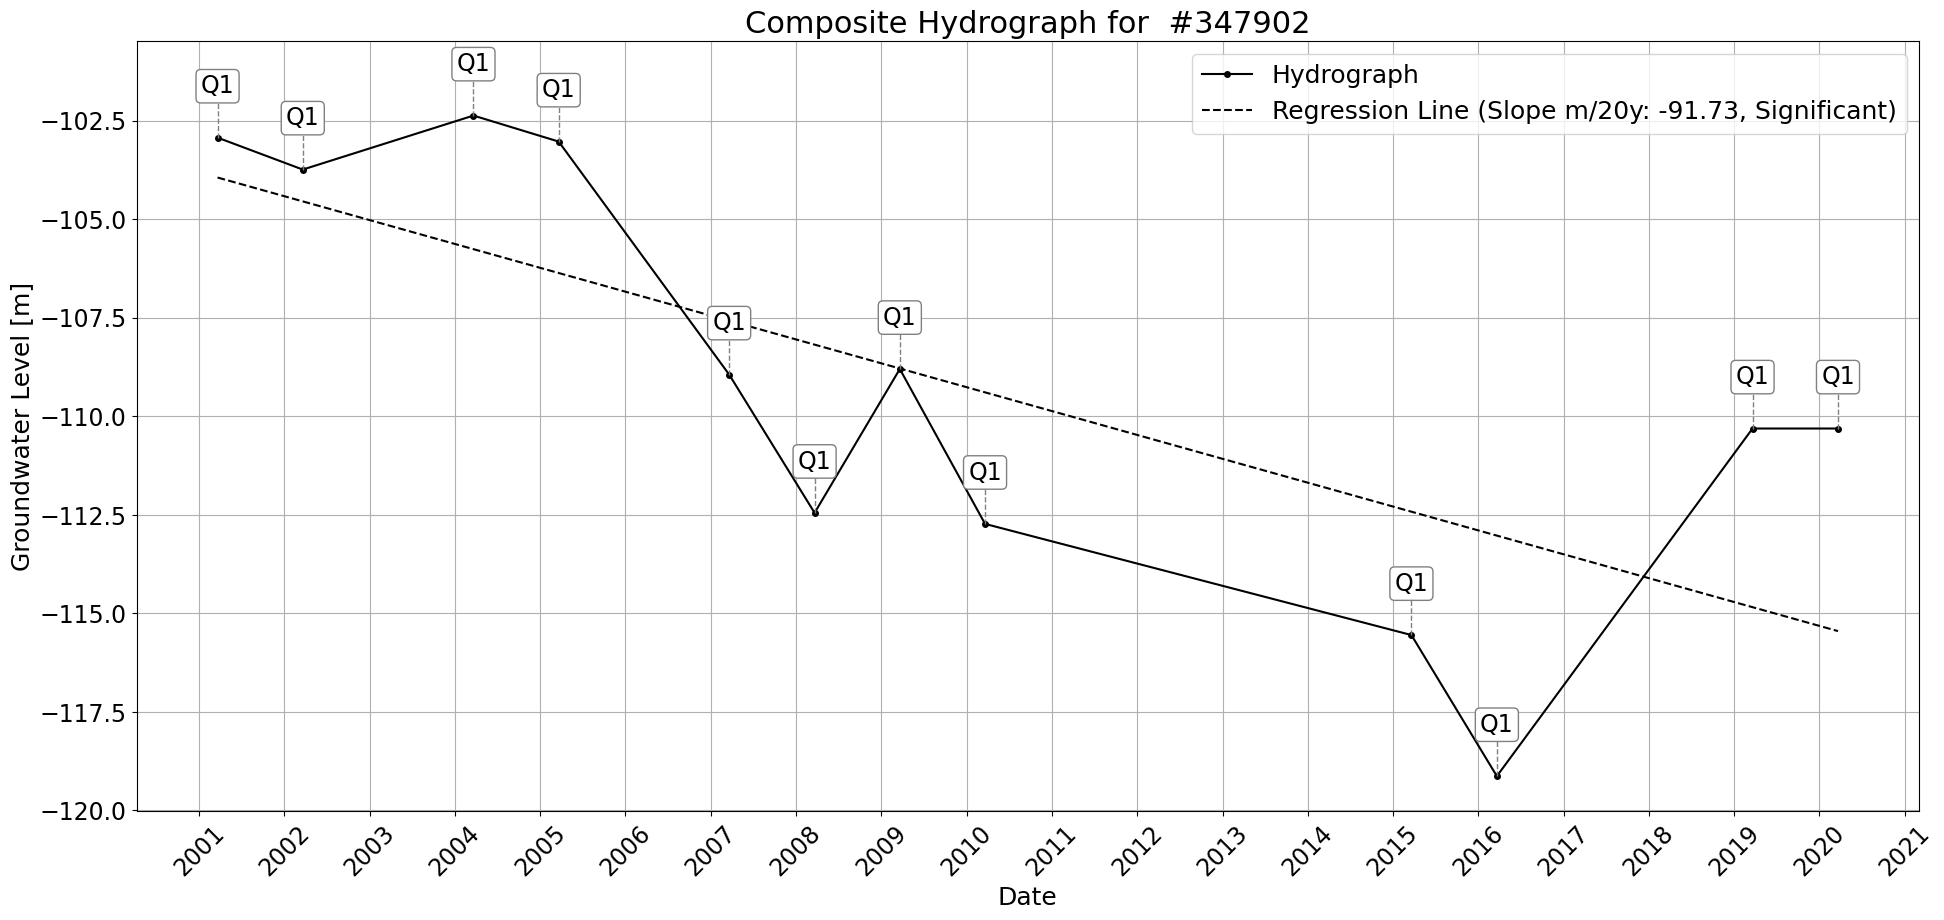 Composite Hydrograph for  #347902
Hydrograph
Regression Line (Slope m/20y: -91.73, Significant)
Q1
Q1
Q1
Q1
Q1
Q1
Q1
Q1
Q1
Q1
Q1
Q1
Groundwater Level [m]
−102.5
−105.0
−107.5
−110.0
−112.5
−115.0
−117.5
−120.0
2001
2002
2003
2004
2005
2006
2007
2008
2009
2010
2011
2012
2013
2014
2015
2016
2017
2018
2019
2020
2021
Date